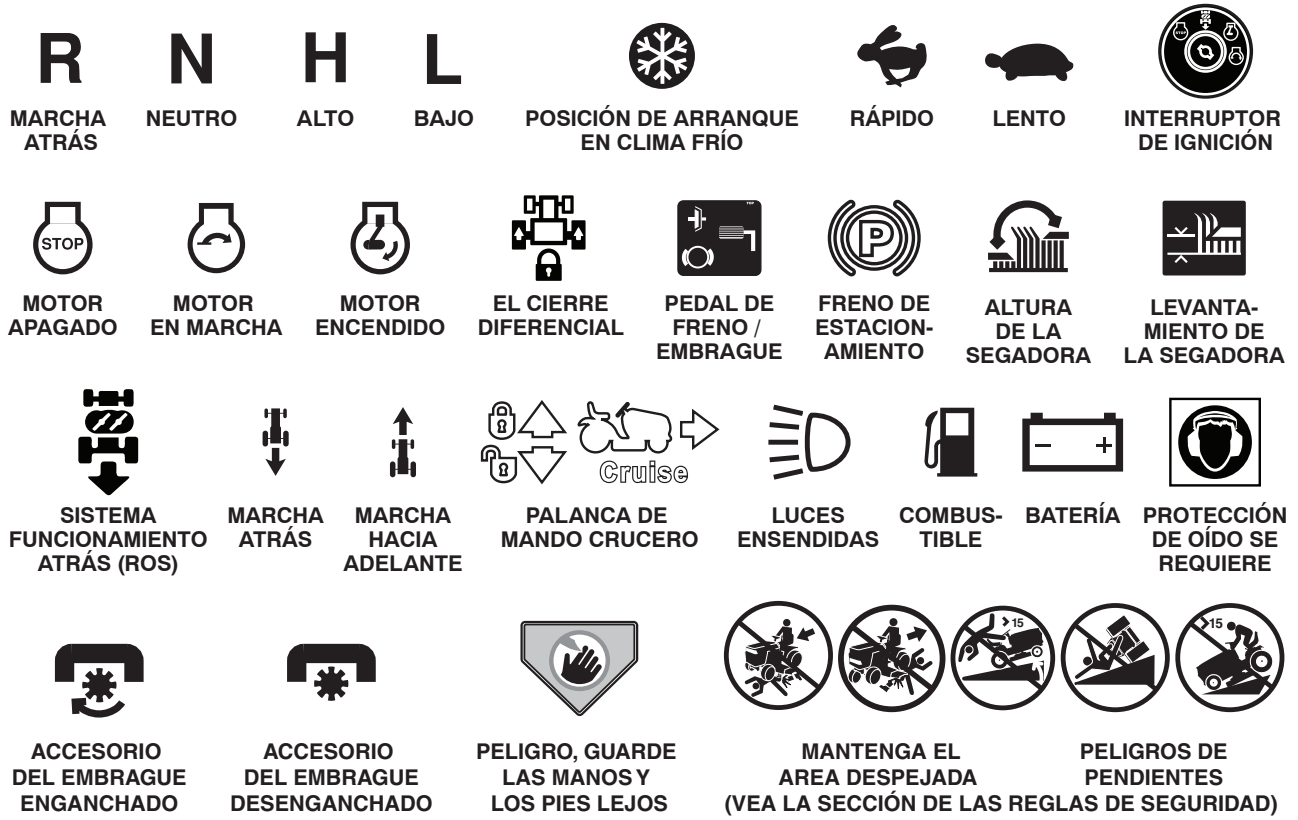 R N H L
MARCHA NEUTRO ALTO BAJO POSICIÓN DE ARRANQUE RÁPIDO LENTO INTERRUPTOR
ATRÁS EN CLIMA FRÍO DE IGNICIÓN
STOP
STOP TOP P
MOTOR MOTOR MOTOR EL CIERRE PEDAL DE FRENO DE ALTURA LEVANTA-
APAGADO EN MARCHA ENCENDIDO DIFERENCIAL FRENO / ESTACION- DE LA MIENTO DE
EMBRAGUE AMIENTO SEGADORA LA SEGADORA
Cruise
SISTEMA MARCHA MARCHA PALANCA DE LUCES COMBUS- BATERÍA PROTECCIÓN
FUNCIONAMIENTO ATRÁS HACIA MANDO CRUCERO ENSENDIDAS TIBLE DE OÍDO SE
ATRÁS (ROS) ADELANTE REQUIERE
15 15
ACCESORIO ACCESORIO PELIGRO, GUARDE MANTENGA EL PELIGROS DE
DEL EMBRAGUE DEL EMBRAGUE LAS MANOS Y AREA DESPEJADA PENDIENTES
ENGANCHADO DESENGANCHADO LOS PIES LEJOS (VEA LA SECCIÓN DE LAS REGLAS DE SEGURIDAD)